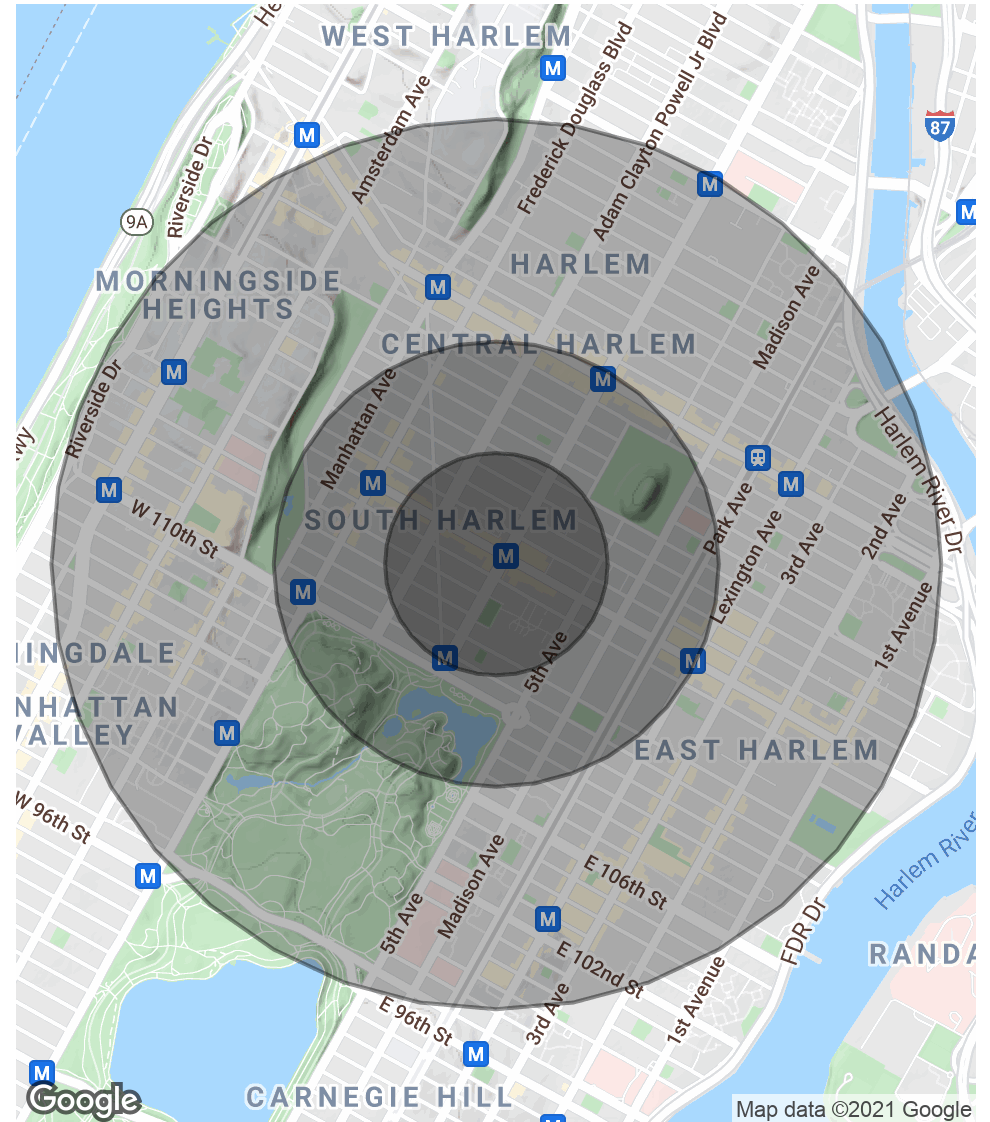 WEST HARLEM
He
M
87
Frederick Douglass Blvd
Adam Clayton Powell Jr Blvd
Amsterdam Ave
M
Riverside Dr
M
M
9A
HARLEM
MORNINGSIDE
HEIGHTS
M
Madison Ave
CENTRAL HARLEM
M
M
Riverside Dr
Manhattan Ave
Harlem River Dr
wy
M
M
M
W 110th St
SOUTH HARLEM
Park Ave
Lexington Ave
3rd Ave
2nd Ave
M
M
1st Avenue
INGDALE
M
5th Ave
M
NHATTAN
VALLEY
M
EAST HARLEM
W 96th St
Harlem River
M
Madison Ave
E 106th St
5th Ave
M
FDR Dr
E 102nd St
RANDA
1st Avenue
3rd Ave
E 96th St
M
M
CARNEGIE HILL
Google
M
Map data ©2021 Google